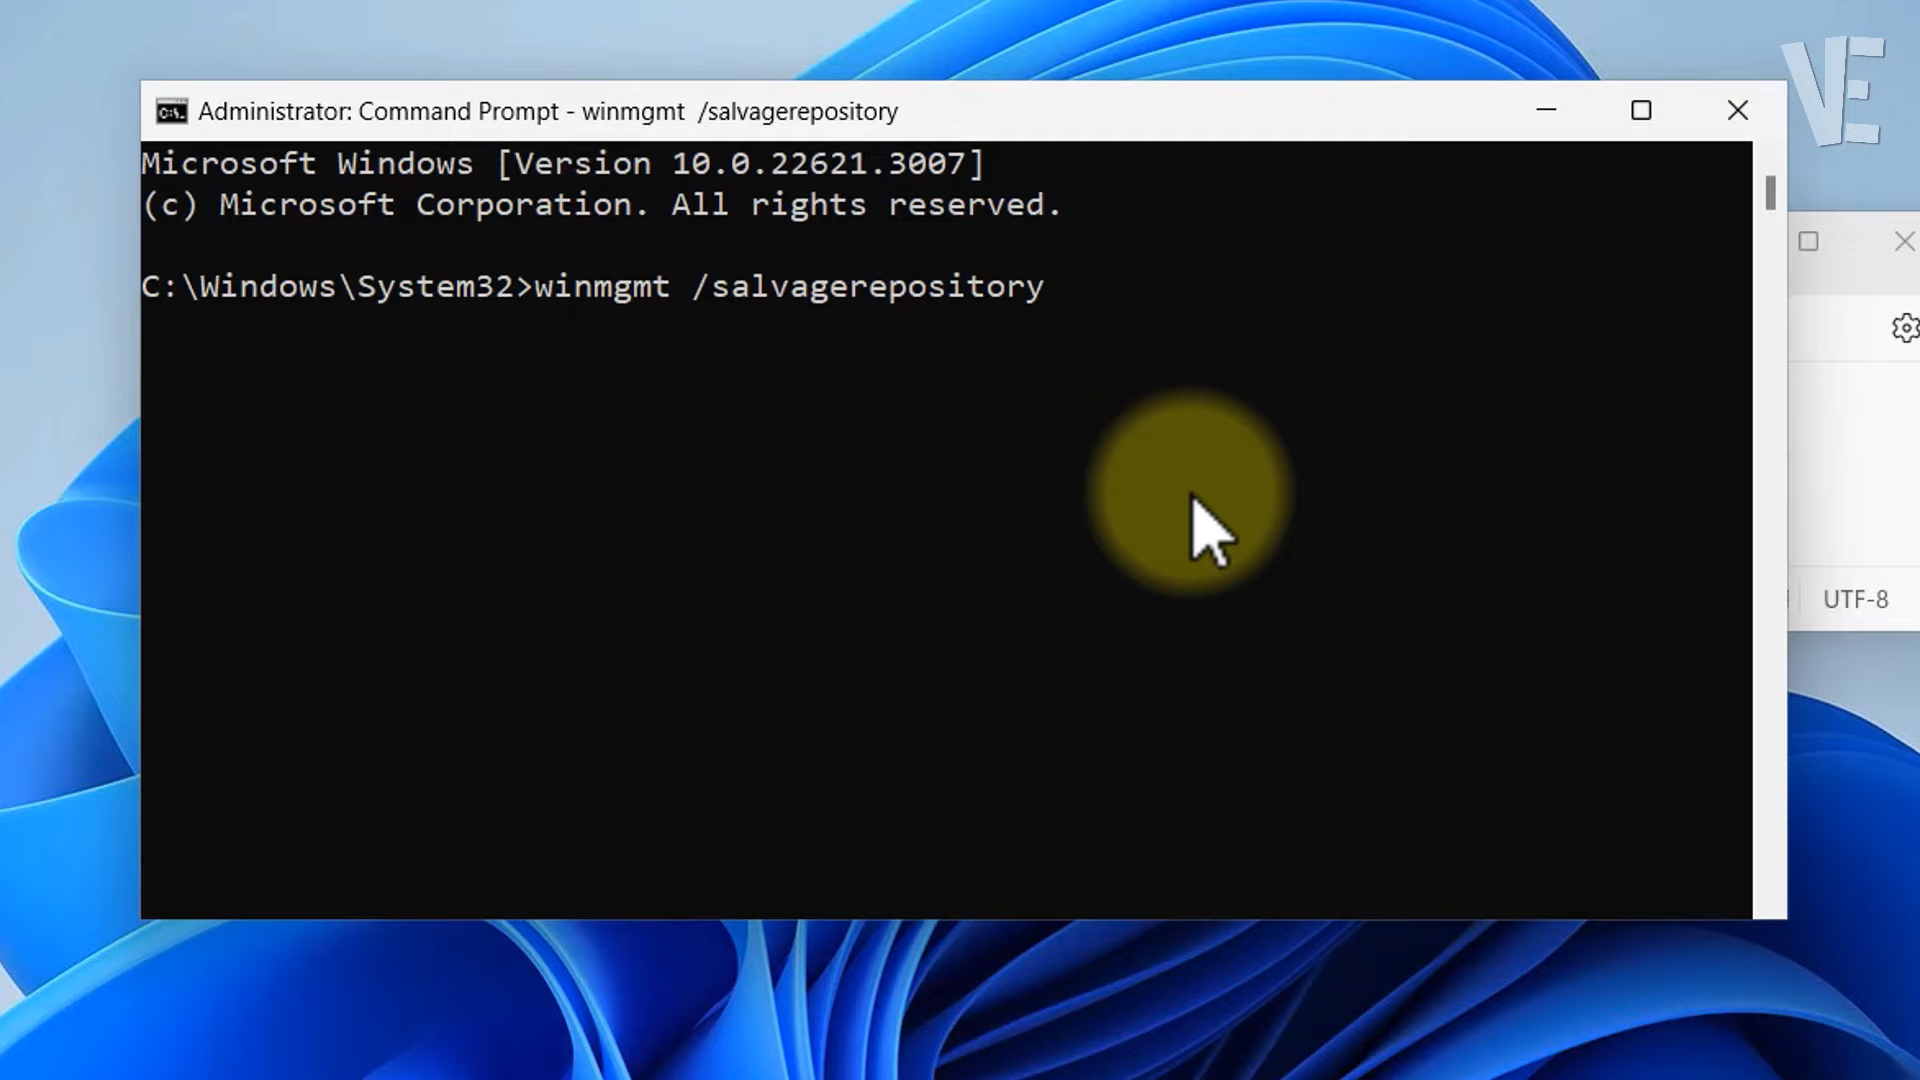 VE
Administrator: Command Prompt - winmgmt  /salvagerepository
Microsoft Windows [Version 10.0.22621.3007]
(c) Microsoft Corporation. All rights reserved.
C:\Windows\System32>winmgmt /salvagerepository
UTF-8